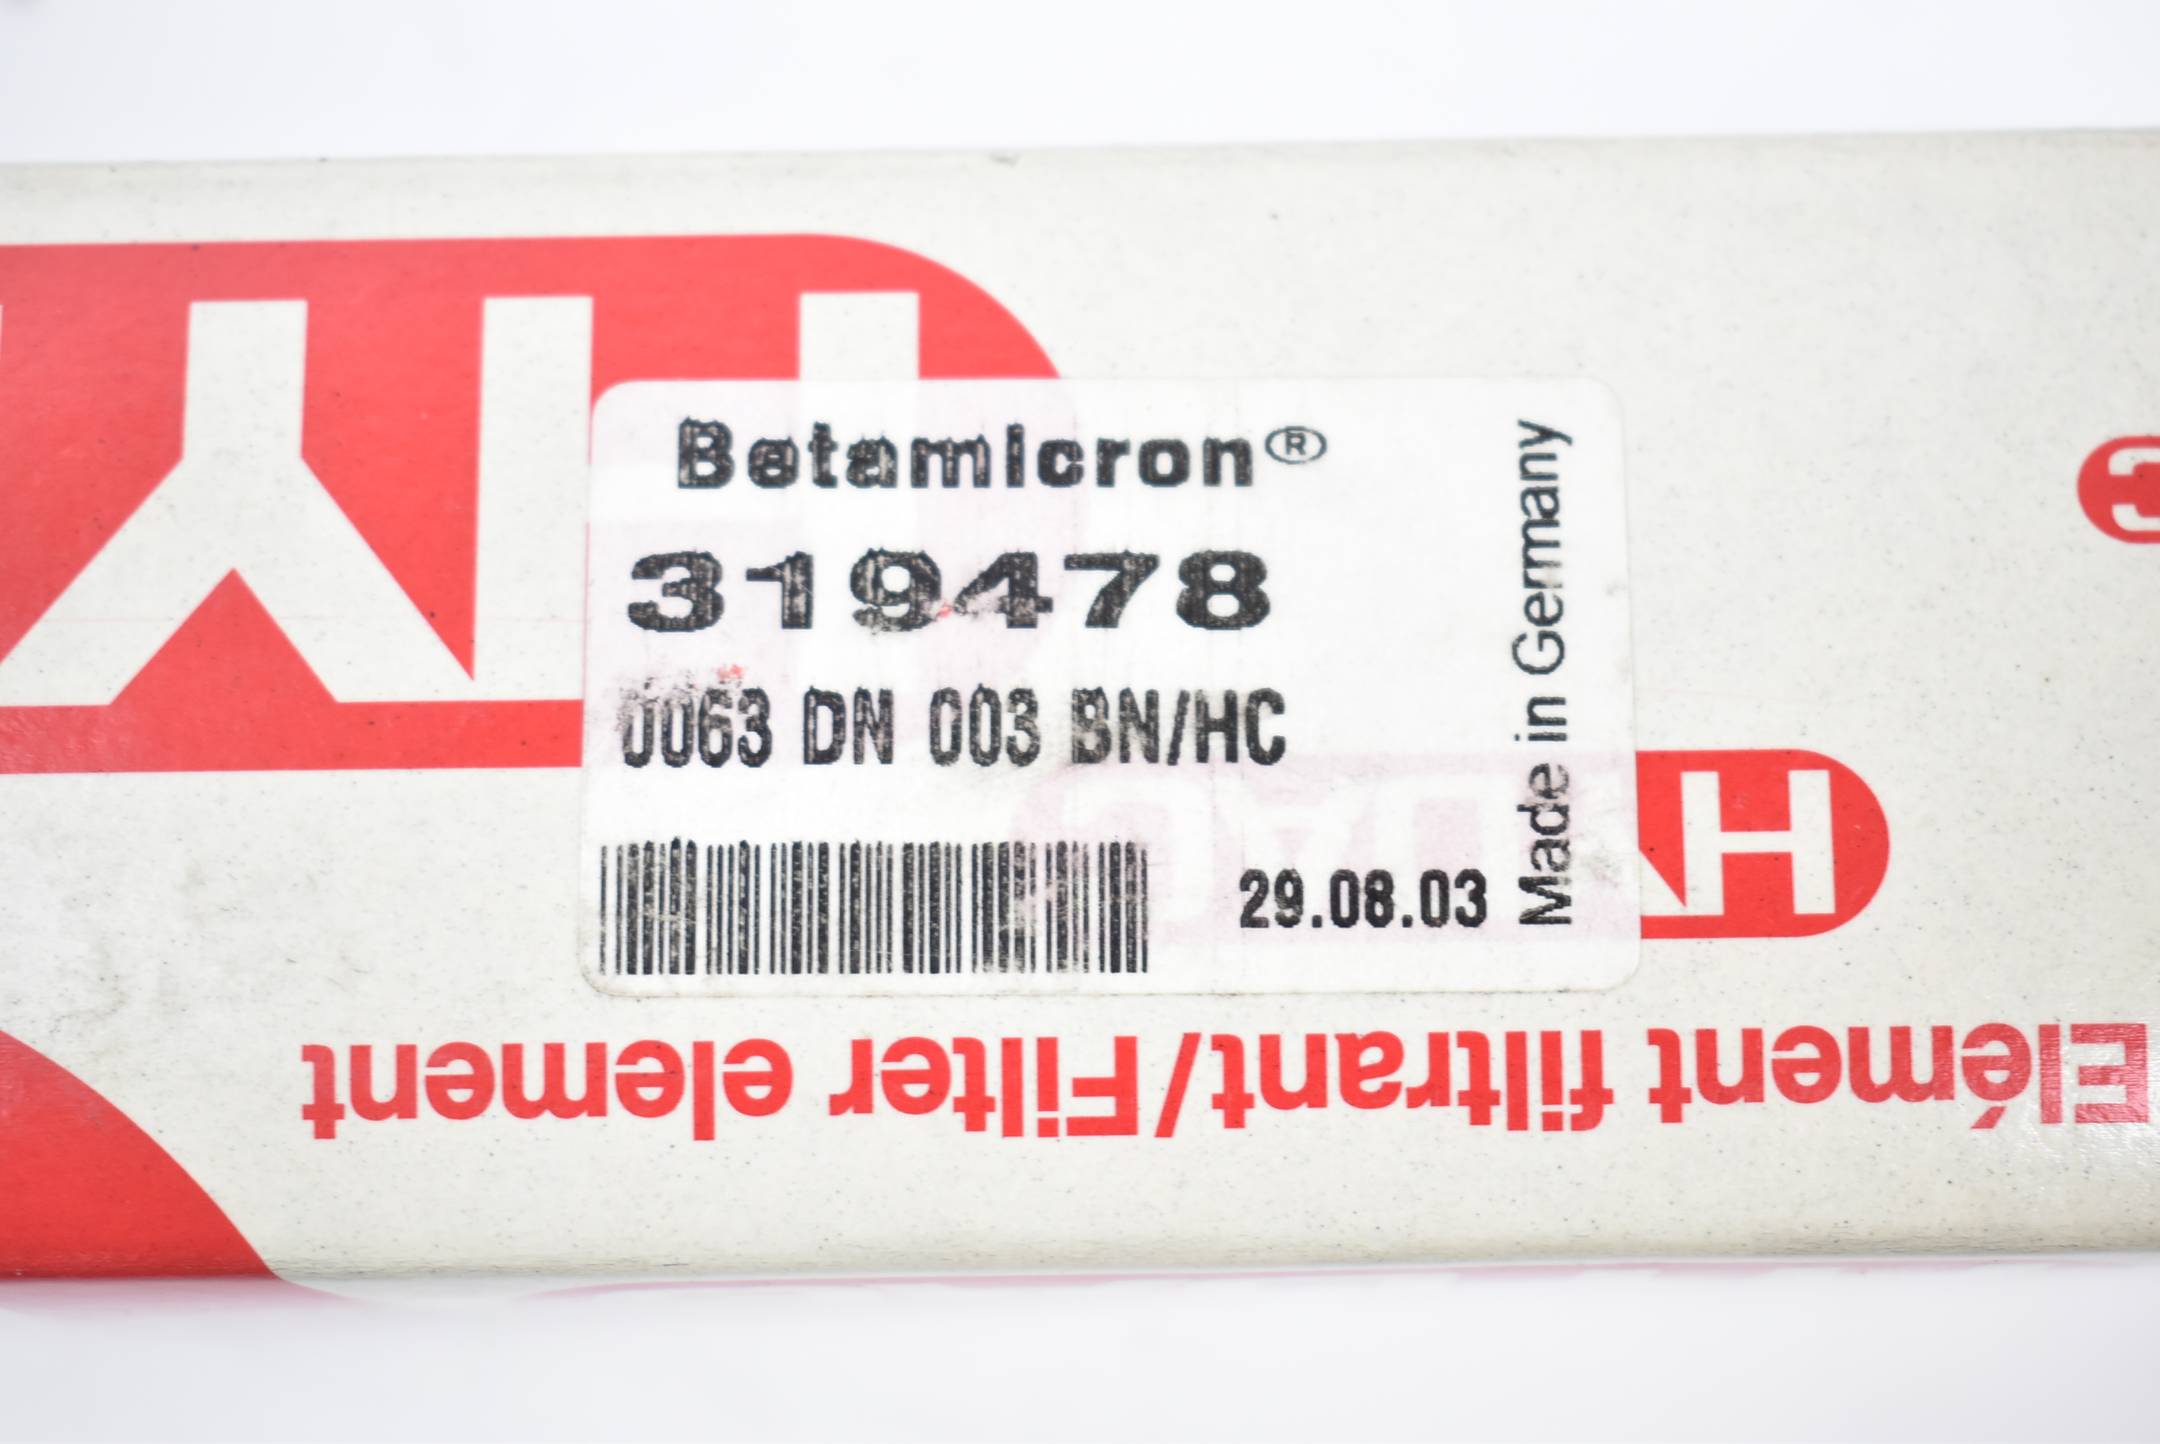 Betamicron®
319478
0063 DN 003 BN/HC
29.08.03
Made in Germany
Elément filtrant/Filter element